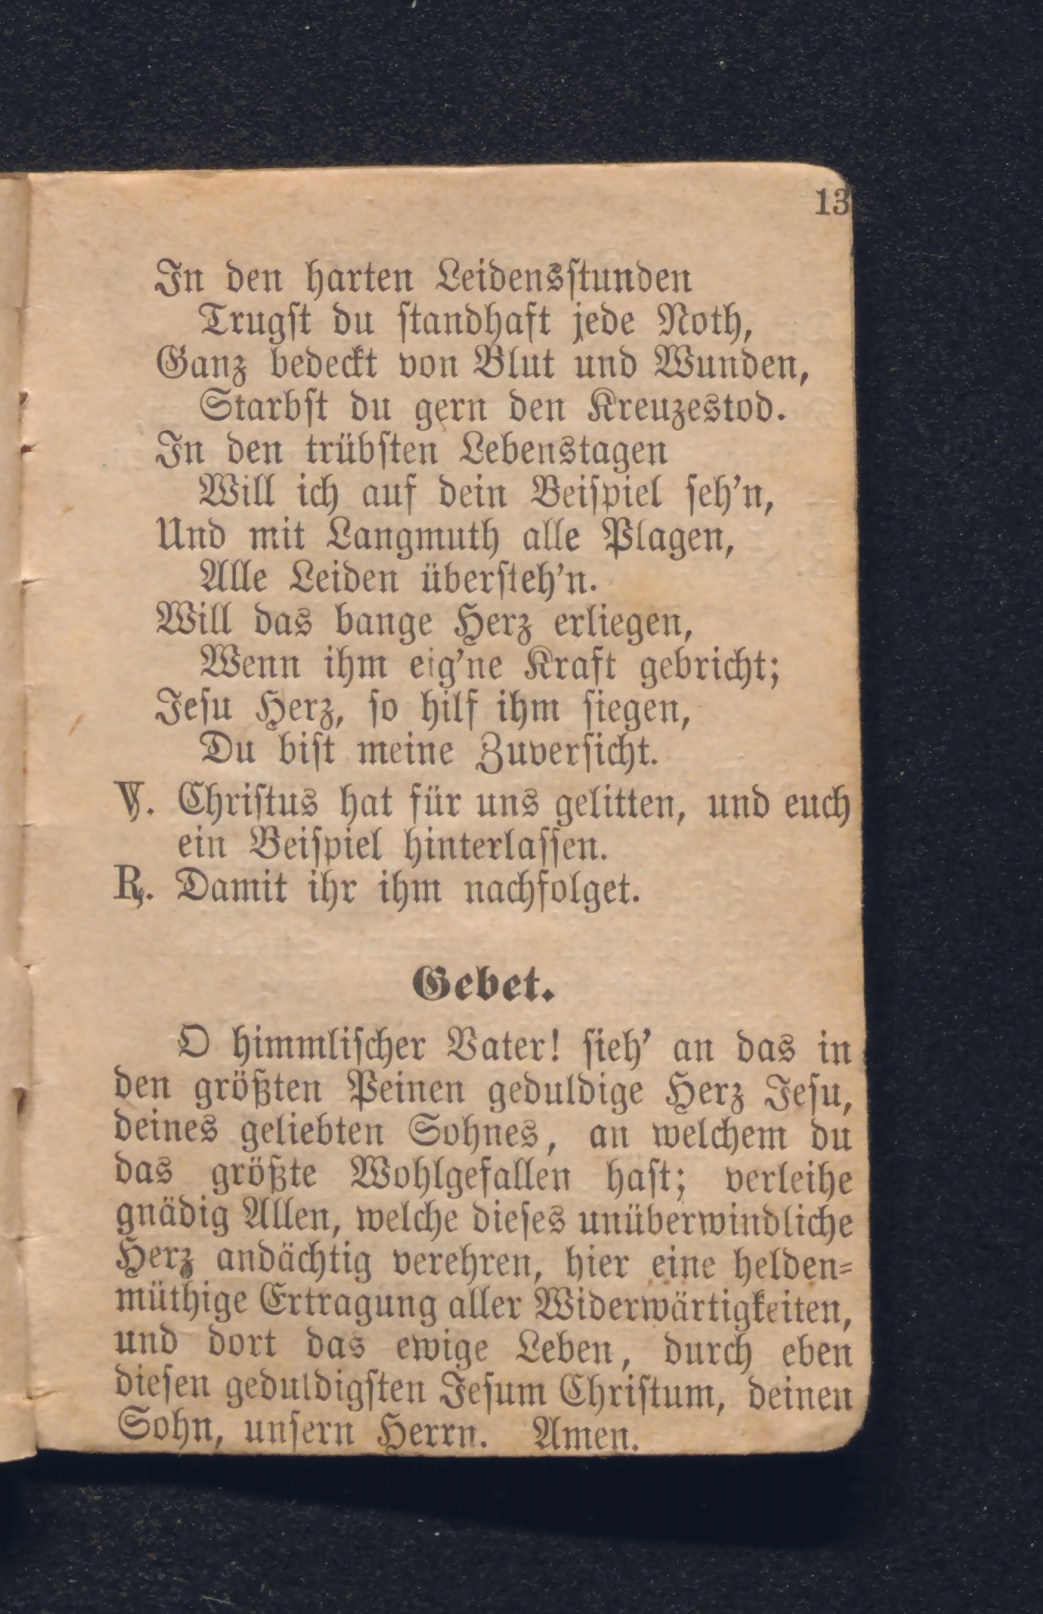 13
In den harten Leidensstunden
Trugst du standhaft jede Noth,
Ganz bedeckt von Blut und Wunden,
Starbst du gern den Kreuzestod.
In den trübsten Lebenstagen
Will ich auf dein Beispiel seh'n,
Und mit Langmuth alle Plagen,
Alle Leiden übersteh'n.
Will das bange Herz erliegen,
Wenn ihm eig'ne Kraft gebricht;
Jesu Herz, so hilf ihm siegen,
Du bist meine Zuversicht.
℣. Christus hat für uns gelitten, und euch
ein Beispiel hinterlassen.
℟. Damit ihr ihm nachfolget.
Gebet.
O himmlischer Vater! sieh' an das in
den größten Peinen geduldige Herz Jesu,
deines geliebten Sohnes, an welchem du
das größte Wohlgefallen hast; verleihe
gnädig Allen, welche dieses unüberwindliche
Herz andächtig verehren, hier eine helden-
müthige Ertragung aller Widerwärtigkeiten,
und dort das ewige Leben, durch eben
diesen geduldigsten Jesum Christum, deinen
Sohn, unsern Herrn. Amen.